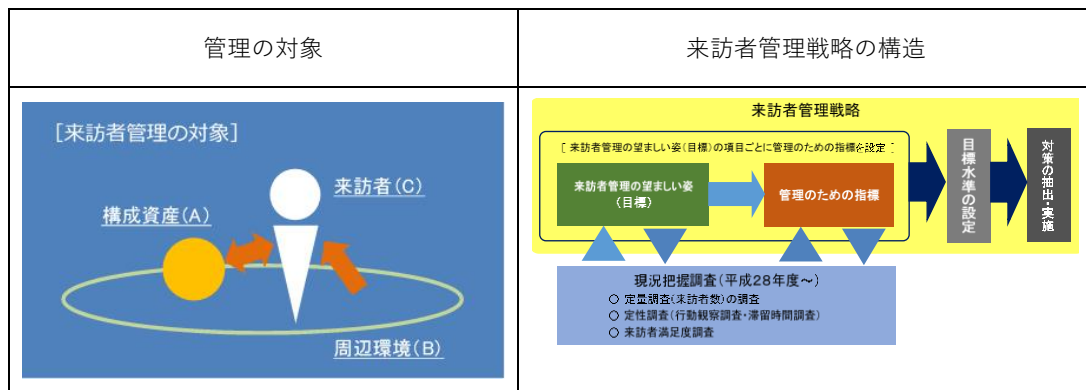 管理の対象
来訪者管理戦略の構造
[来訪者管理の対象]
来訪者(C)
構成資産(A)
周辺環境(B)
来訪者管理戦略
[ 来訪者管理の望ましい姿(目標)の項目ごとに管理のための指標を設定 ]
来訪者管理の望ましい姿
(目標)
管理のための指標
目標水準の設定
対策の抽出・実施
現況把握調査(平成28年度～)
○ 定量調査(来訪者数)の調査
○ 定性調査(行動観察調査・滞留時間調査)
○ 来訪者満足度調査